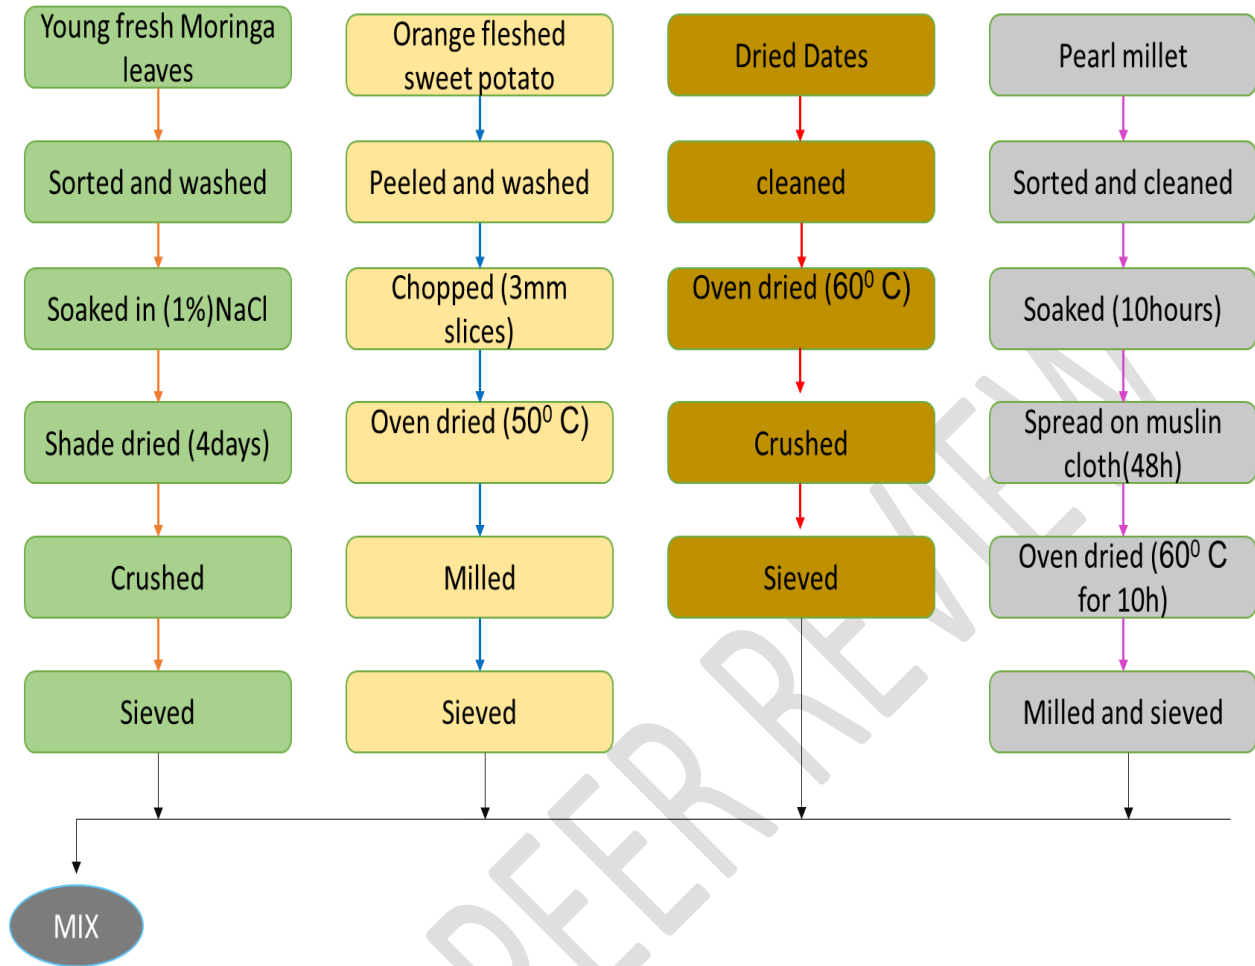 Young fresh Moringa
leaves
Sorted and washed
Soaked in (1%)NaCl
Shade dried (4days)
Crushed
Sieved
Orange fleshed
sweet potato
Peeled and washed
Chopped (3mm
slices)
Oven dried (50⁰ C)
Milled
Sieved
Dried Dates
cleaned
Oven dried (60⁰ C)
Crushed
Sieved
Pearl millet
Sorted and cleaned
Soaked (10hours)
Spread on muslin
cloth(48h)
Oven dried (60⁰ C
for 10h)
Milled and sieved
MIX
PEER REVIEW